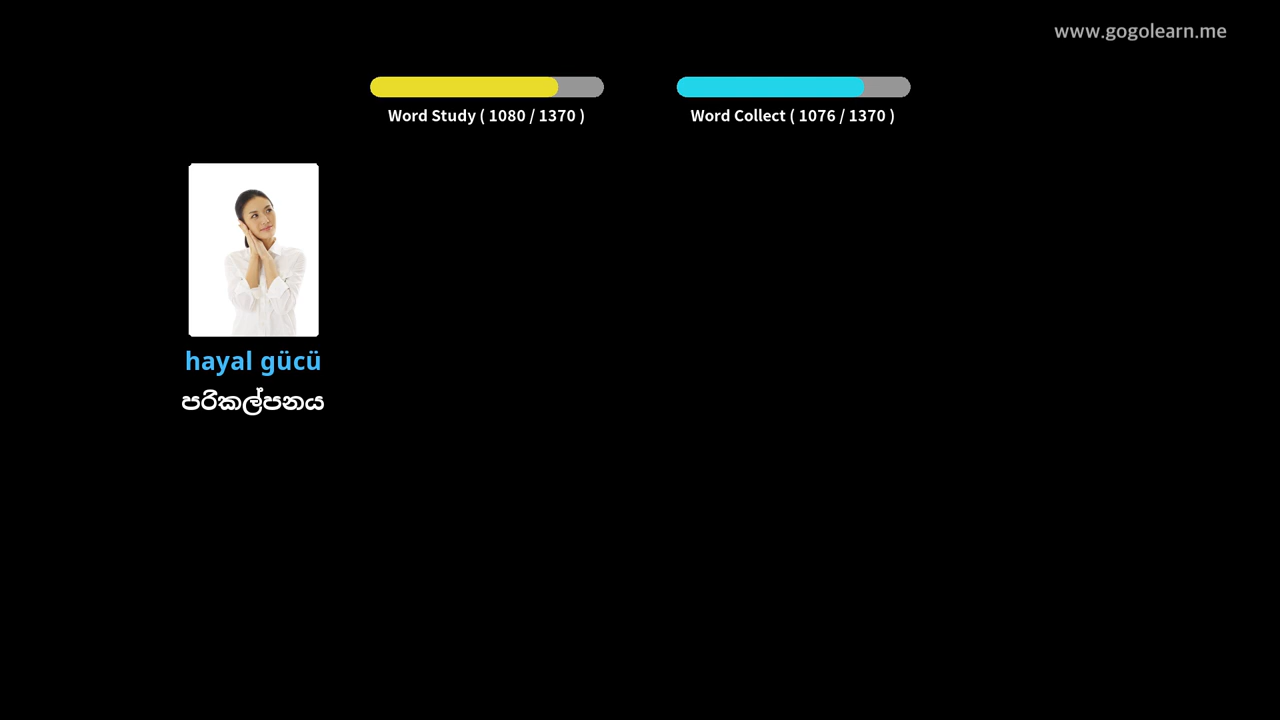 www.gogolearn.me
Word Study ( 1080 / 1370 )
Word Collect ( 1076 / 1370 )
hayal gücü
පරිකල්පනය